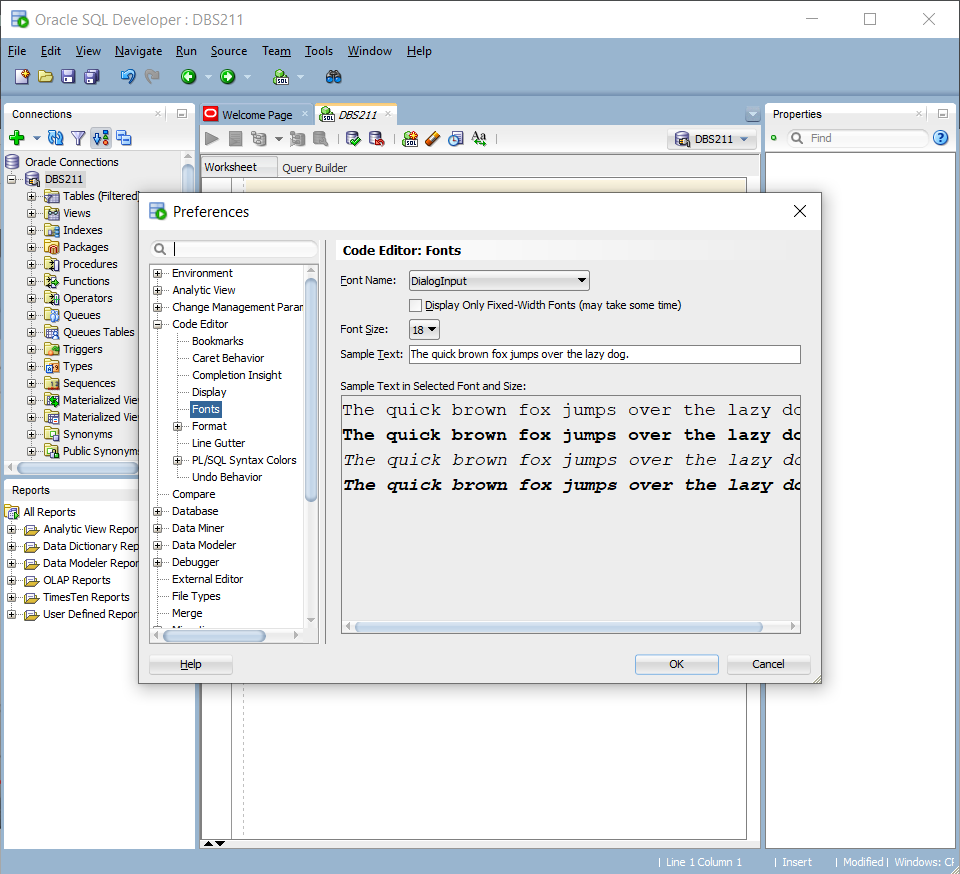 Oracle SQL Developer : DBS211
File Edit View Navigate Run Source Team Tools Window Help
Connections
Oracle Connections
DBS211
Tables (Filtered)
Views
Indexes
Packages
Procedures
Functions
Operators
Queues
Queues Tables
Triggers
Types
Sequences
Materialized Vie
Materialized Vie
Synonyms
Public Synonyms
Reports
All Reports
Analytic View Repor
Data Dictionary Rep
Data Modeler Repor
OLAP Reports
TimesTen Reports
User Defined Repor
Welcome Page DBS211
DBS211
Worksheet Query Builder
Properties
Find
Preferences
Environment
Analytic View
Change Management Param
Code Editor
Bookmarks
Caret Behavior
Completion Insight
Display
Fonts
Format
Line Gutter
PL/SQL Syntax Colors
Undo Behavior
Compare
Database
Data Miner
Data Modeler
Debugger
External Editor
File Types
Merge
Code Editor: Fonts
Font Name: DialogInput
Display Only Fixed-Width Fonts (may take some time)
Font Size: 18
Sample Text: The quick brown fox jumps over the lazy dog.
Sample Text in Selected Font and Size:
The quick brown fox jumps over the lazy do
The quick brown fox jumps over the lazy do
The quick brown fox jumps over the lazy do
The quick brown fox jumps over the lazy do
Help OK Cancel
| Line 1 Column 1 | Insert | Modified | Windows: CR